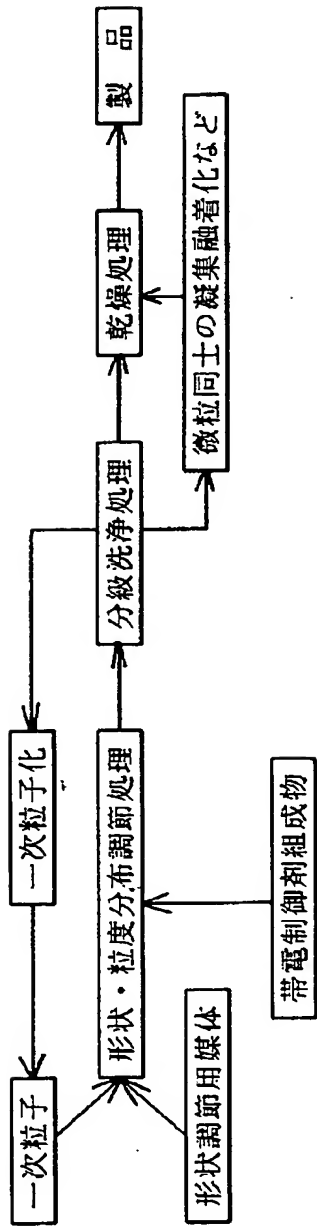 一次粒子
一次粒子化
形状調節用媒体
形状・粒度分布調節処理
帯電制御剤組成物
分級洗浄処理
乾燥処理
微粒同士の凝集融着化など
製品